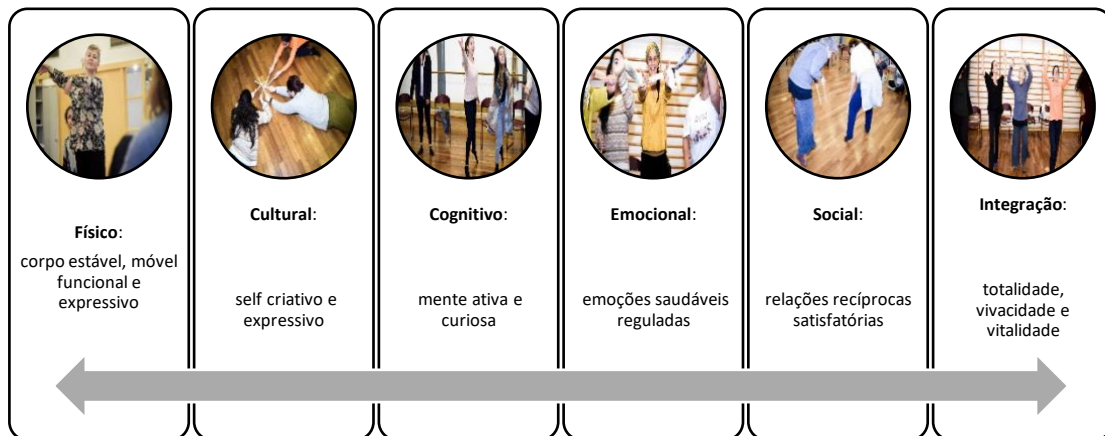 Físico:
corpo estável, móvel
funcional e
expressivo
Cultural:
self criativo e
expressivo
Cognitivo:
mente ativa e
curiosa
Emocional:
emoções saudáveis
reguladas
Social:
relações recíprocas
satisfatórias
Integração:
totalidade,
vivacidade e
vitalidade